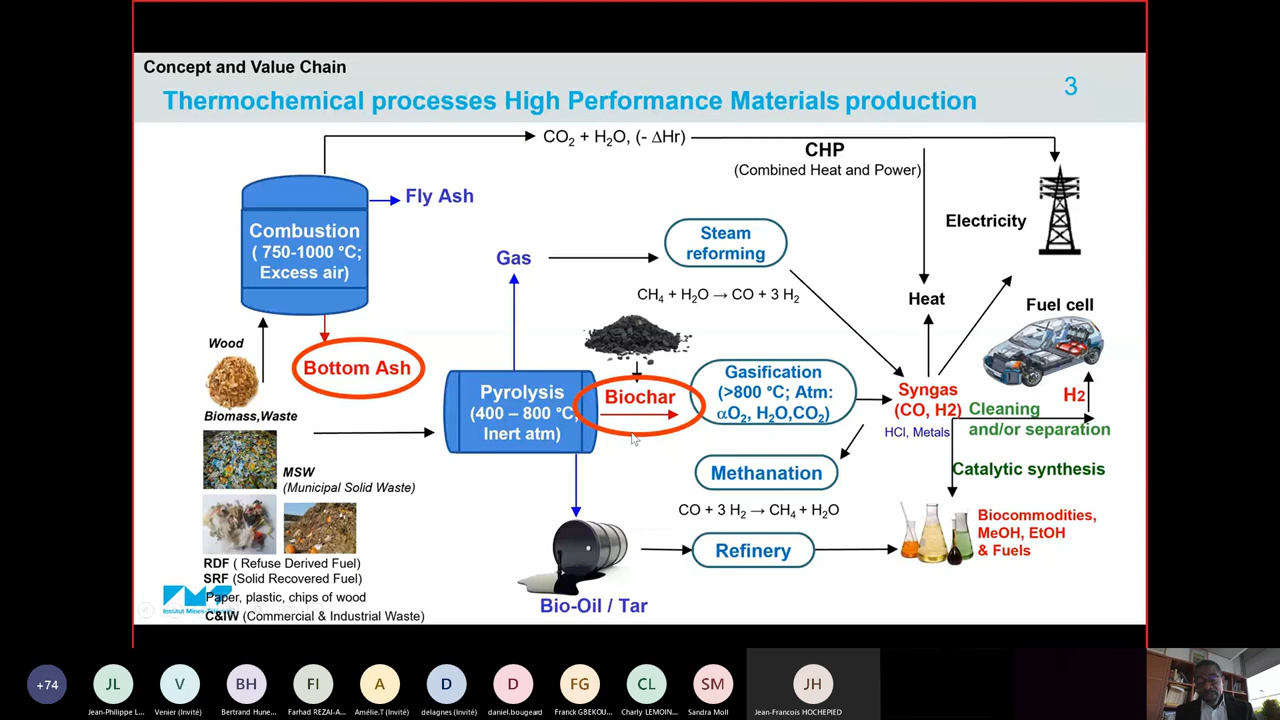 Concept and Value Chain
Thermochemical processes High Performance Materials production
3
CO2 + H2O, (- ΔHr)
CHP
(Combined Heat and Power)
Fly Ash
Combustion
( 750-1000 °C;
Excess air)
Electricity
Steam
reforming
Gas
CH4 + H2O → CO + 3 H2
Heat
Fuel cell
Wood
Bottom Ash
Biomass,Waste
Pyrolysis
(400 – 800 °C,
Inert atm)
Biochar
Gasification
(>800 °C; Atm:
αO2, H2O,CO2)
Syngas
(CO, H2)
HCl, Metals
H2
Cleaning
and/or separation
MSW
(Municipal Solid Waste)
Methanation
Catalytic synthesis
CO + 3 H2 → CH4 + H2O
Biocommodities,
MeOH, EtOH
& Fuels
Refinery
RDF ( Refuse Derived Fuel)
SRF (Solid Recovered Fuel)
Paper, plastic, chips of wood
C&IW (Commercial & Industrial Waste)
Bio-Oil / Tar
+74
JL
V
BH
FI
A
D
D
FG
CL
SM
JH
Jean-Philippe L...
Venier (Invité)
Bertrand Hune...
Farhad REZAI-A...
Amélie.T (Invité)
delagnes (Invité)
daniel.bougeard
Franck GBEKOU...
Charly LEMOIN...
Sandra Moll
Jean-Francois HOCHEPIED